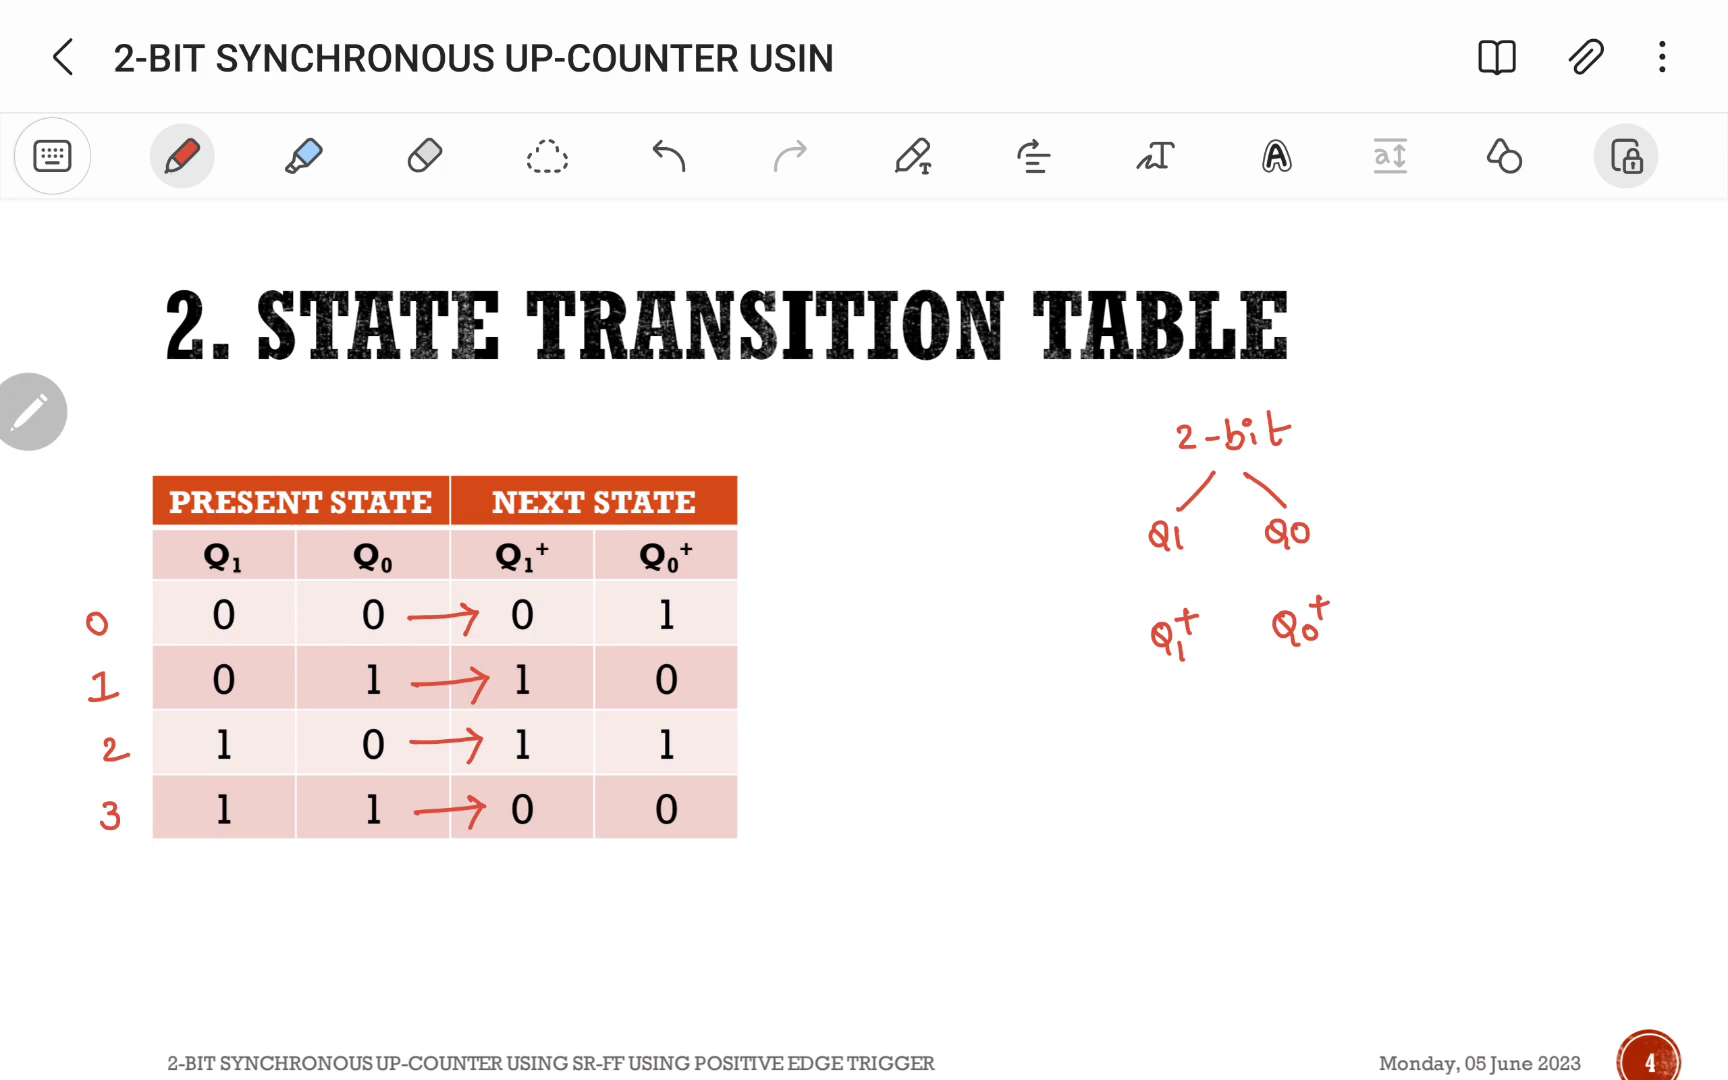 2-BIT SYNCHRONOUS UP-COUNTER USIN
2. STATE TRANSITION TABLE
2-bit
Q1 Q0
Q1+ Q0+
PRESENT STATE NEXT STATE
Q1 Q0 Q1+ Q0+
0 0 0 → 0 1
1 0 1 → 1 0
2 1 0 → 1 1
3 1 1 → 0 0
2-BIT SYNCHRONOUS UP-COUNTER USING SR-FF USING POSITIVE EDGE TRIGGER
Monday, 05 June 2023
4